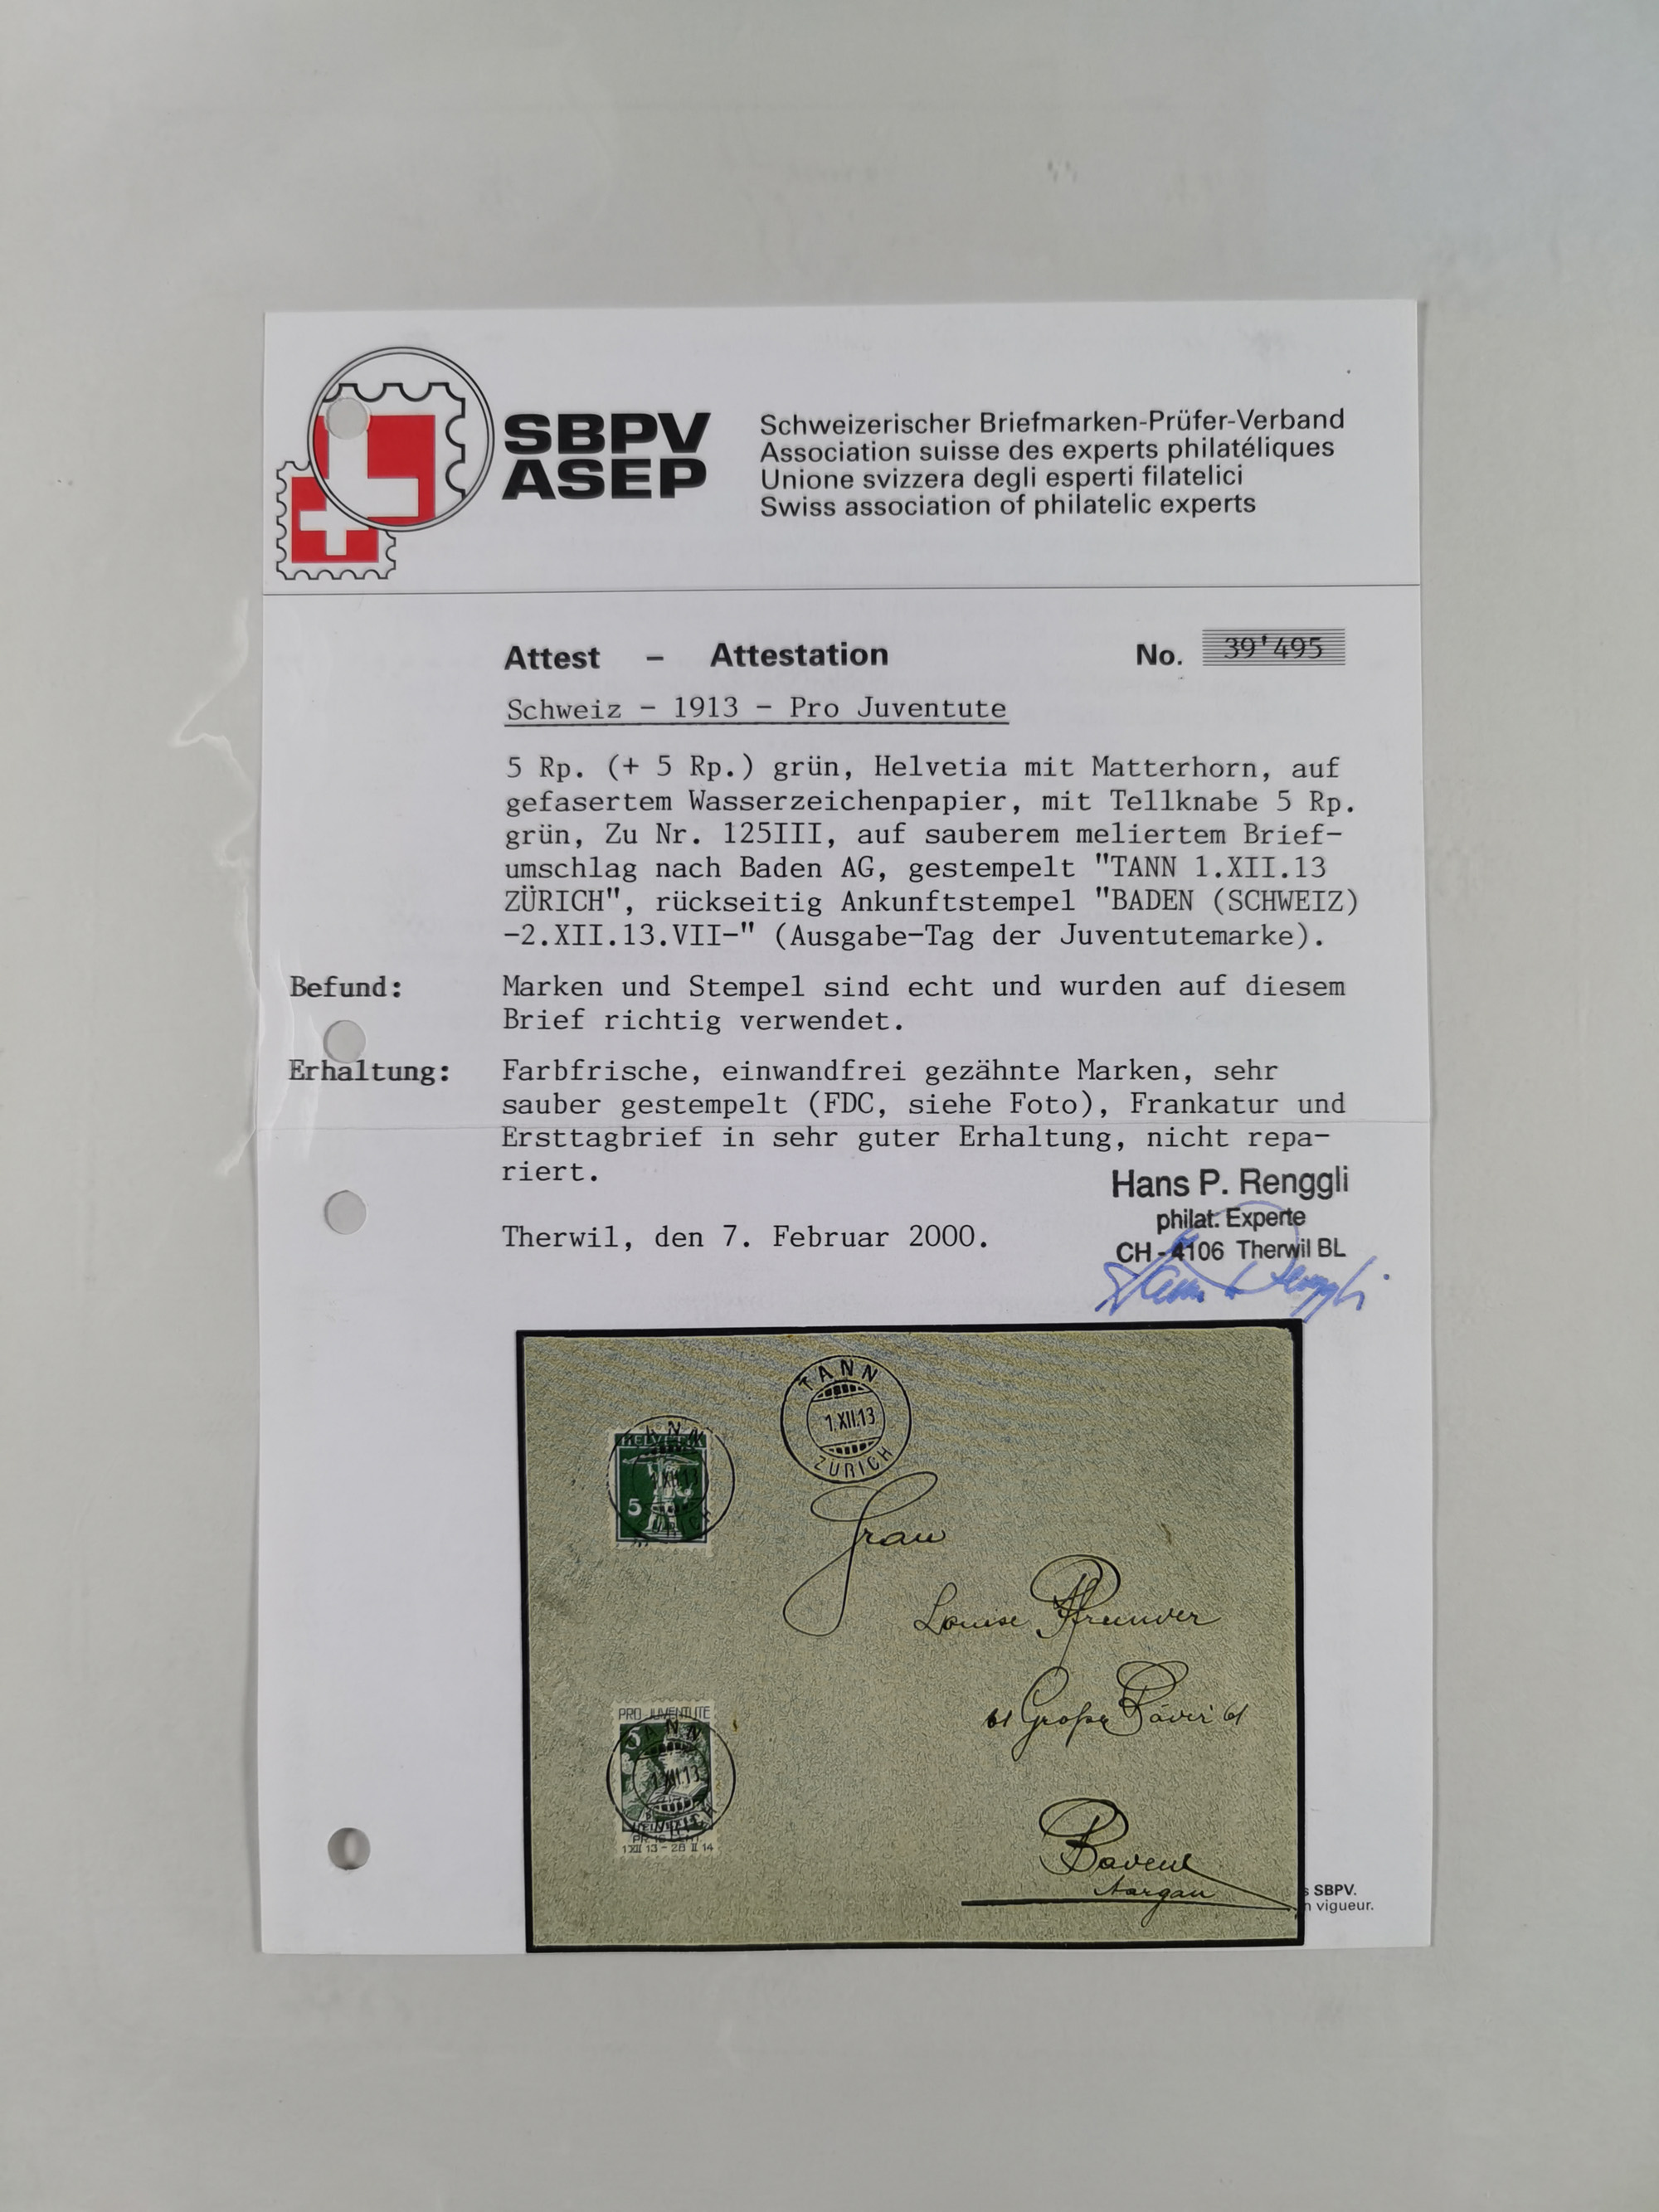 SBPV
ASEP
Schweizerischer Briefmarken-Prüfer-Verband
Association suisse des experts philatéliques
Unione svizzera degli esperti filatelici
Swiss association of philatelic experts
Attest – Attestation No. 39'495
Schweiz - 1913 - Pro Juventute
5 Rp. (+ 5 Rp.) grün, Helvetia mit Matterhorn, auf
gefasertem Wasserzeichenpapier, mit Tellknabe 5 Rp.
grün, Zu Nr. 125III, auf sauberem meliertem Brief-
umschlag nach Baden AG, gestempelt "TANN 1.XII.13
ZÜRICH", rückseitig Ankunftstempel "BADEN (SCHWEIZ)
-2.XII.13.VII-" (Ausgabe-Tag der Juventutemarke).
Befund: Marken und Stempel sind echt und wurden auf diesem
Brief richtig verwendet.
Erhaltung: Farbfrische, einwandfrei gezähnte Marken, sehr
sauber gestempelt (FDC, siehe Foto), Frankatur und
Ersttagbrief in sehr guter Erhaltung, nicht repa-
riert.
Hans P. Renggli
philat. Experte
CH-4106 Therwil BL
Therwil, den 7. Februar 2000.
TANN
1.XII.13
ZÜRICH
HELVETIA
5
Frau
Louise
PRO JUVENTUTE
5
TANN
1.XII.13
HELVETIA
1 XII 13 - 28 II 14
Aargau
s SBPV.
n vigueur.